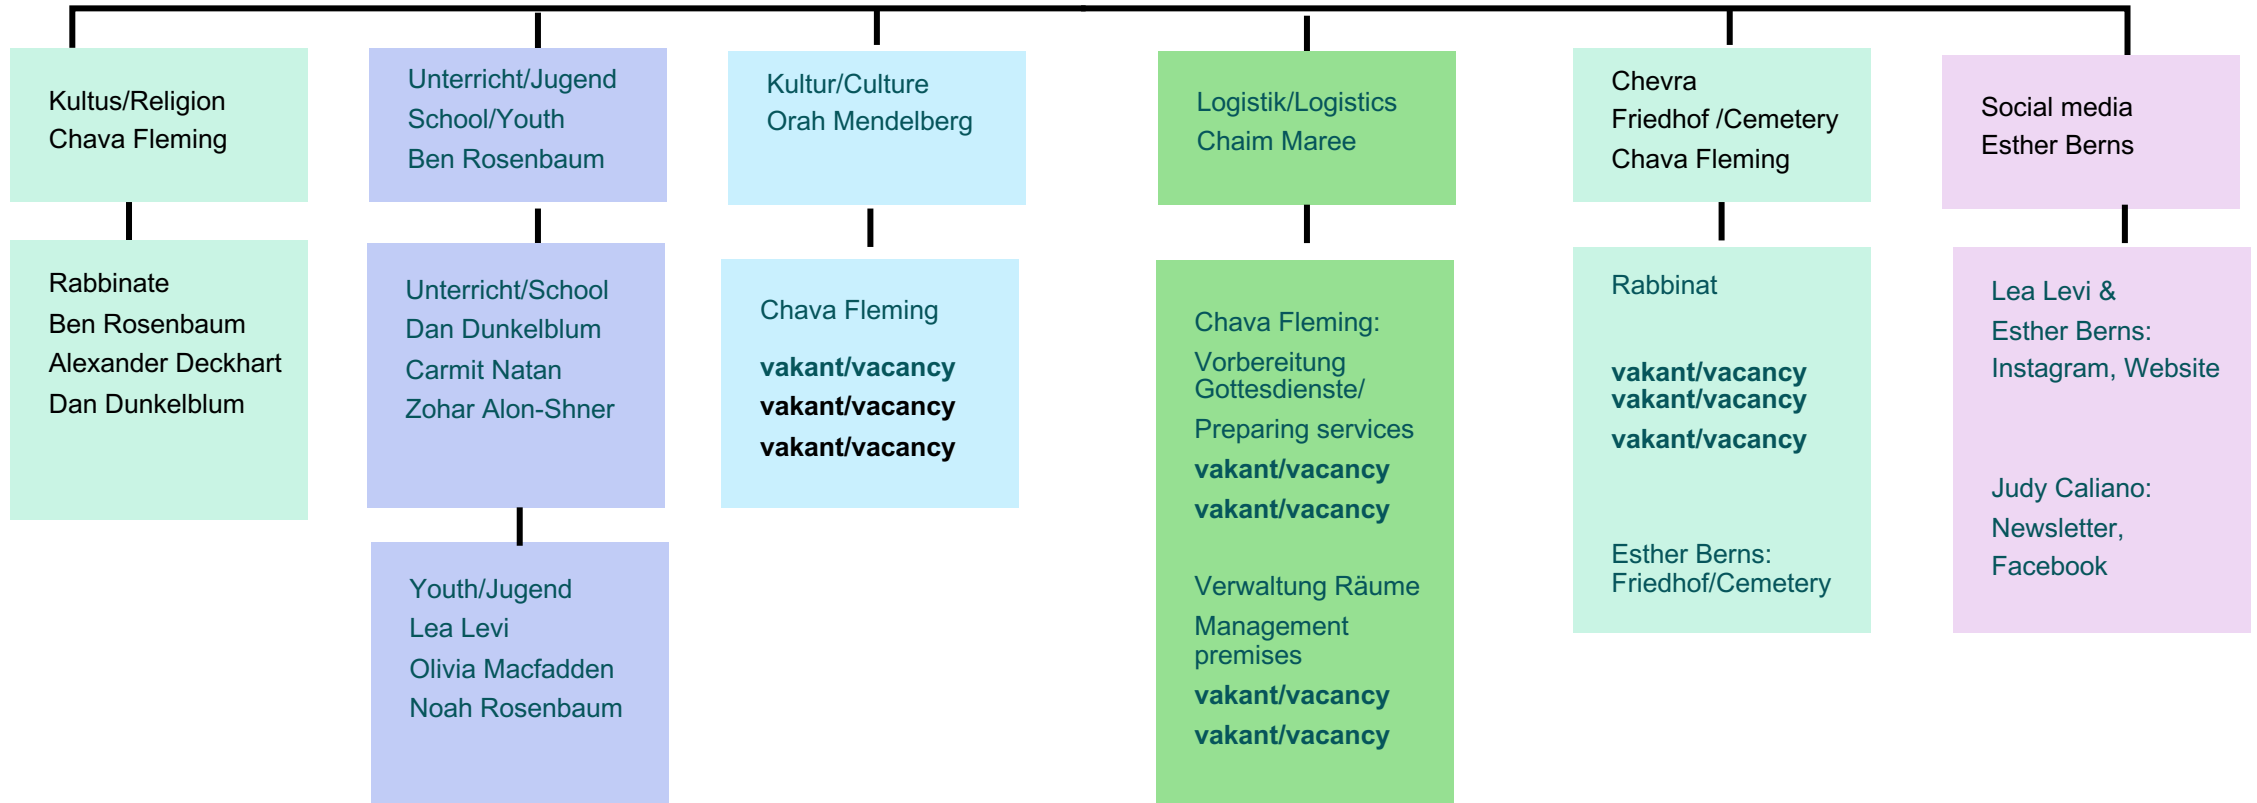 Kultus/Religion
Chava Fleming
Rabbinate
Ben Rosenbaum
Alexander Deckhart
Dan Dunkelblum
Unterricht/Jugend
School/Youth
Ben Rosenbaum
Unterricht/School
Dan Dunkelblum
Carmit Natan
Zohar Alon-Shner
Youth/Jugend
Lea Levi
Olivia Macfadden
Noah Rosenbaum
Kultur/Culture
Orah Mendelberg
Chava Fleming
vakant/vacancy
vakant/vacancy
vakant/vacancy
Logistik/Logistics
Chaim Maree
Chava Fleming:
Vorbereitung
Gottesdienste/
Preparing services
vakant/vacancy
vakant/vacancy
Verwaltung Räume
Management
premises
vakant/vacancy
vakant/vacancy
Chevra
Friedhof /Cemetery
Chava Fleming
Rabbinat
vakant/vacancy
vakant/vacancy
vakant/vacancy
Esther Berns:
Friedhof/Cemetery
Social media
Esther Berns
Lea Levi &
Esther Berns:
Instagram, Website
Judy Caliano:
Newsletter,
Facebook